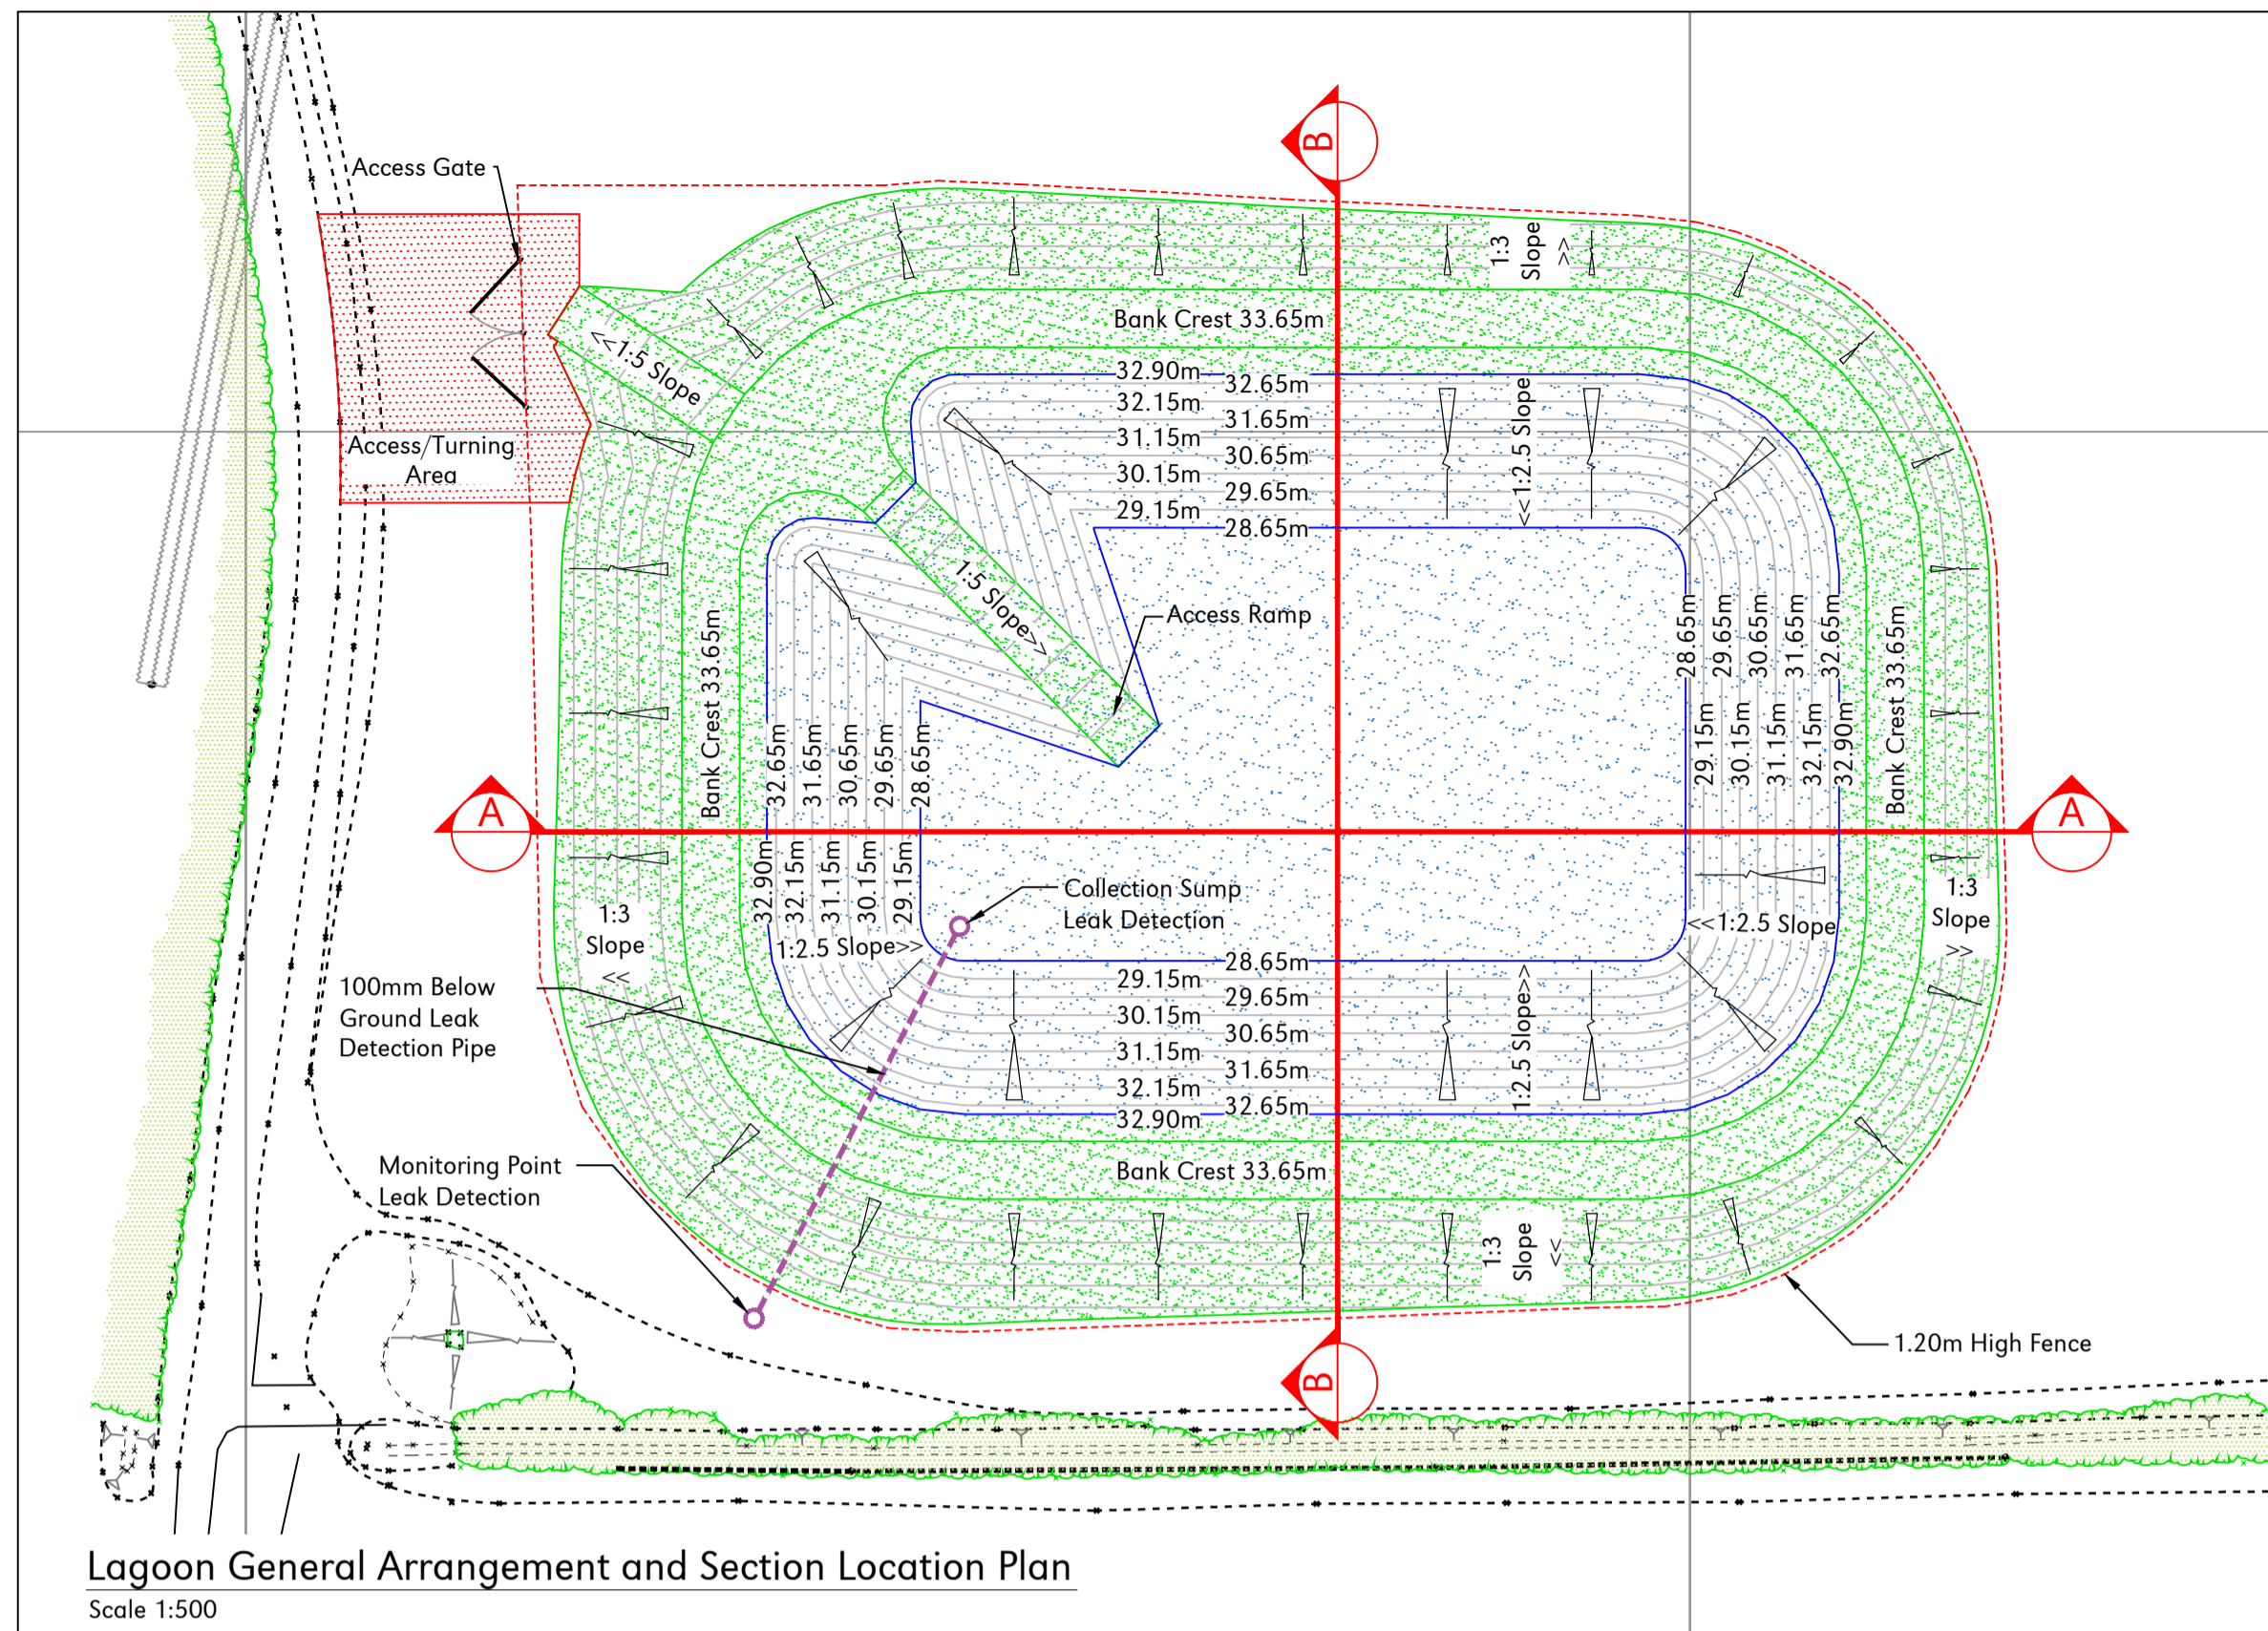 B
Access Gate
1:3
Slope
>>
Bank Crest 33.65m
<<1:5 Slope
32.90m
32.65m
32.15m
31.65m
31.15m
30.65m
30.15m
29.65m
29.15m
28.65m
<<1:2.5 Slope
Access/Turning
Area
1:5 Slope>
Access Ramp
Bank Crest 33.65m
32.65m
31.65m
30.65m
29.65m
28.65m
32.90m
32.15m
31.15m
30.15m
29.15m
28.65m
29.65m
30.65m
31.65m
32.65m
29.15m
30.15m
31.15m
32.15m
32.90m
Bank Crest 33.65m
A
A
Collection Sump
Leak Detection
1:3
Slope
<<
1:2.5 Slope>>
<<1:2.5 Slope
1:3
Slope
>>
100mm Below
Ground Leak
Detection Pipe
28.65m
29.15m
29.65m
30.15m
30.65m
31.15m
31.65m
32.15m
32.65m
32.90m
1:2.5 Slope>>
Bank Crest 33.65m
Monitoring Point
Leak Detection
1:3
Slope
<<
1.20m High Fence
B
Lagoon General Arrangement and Section Location Plan
Scale 1:500